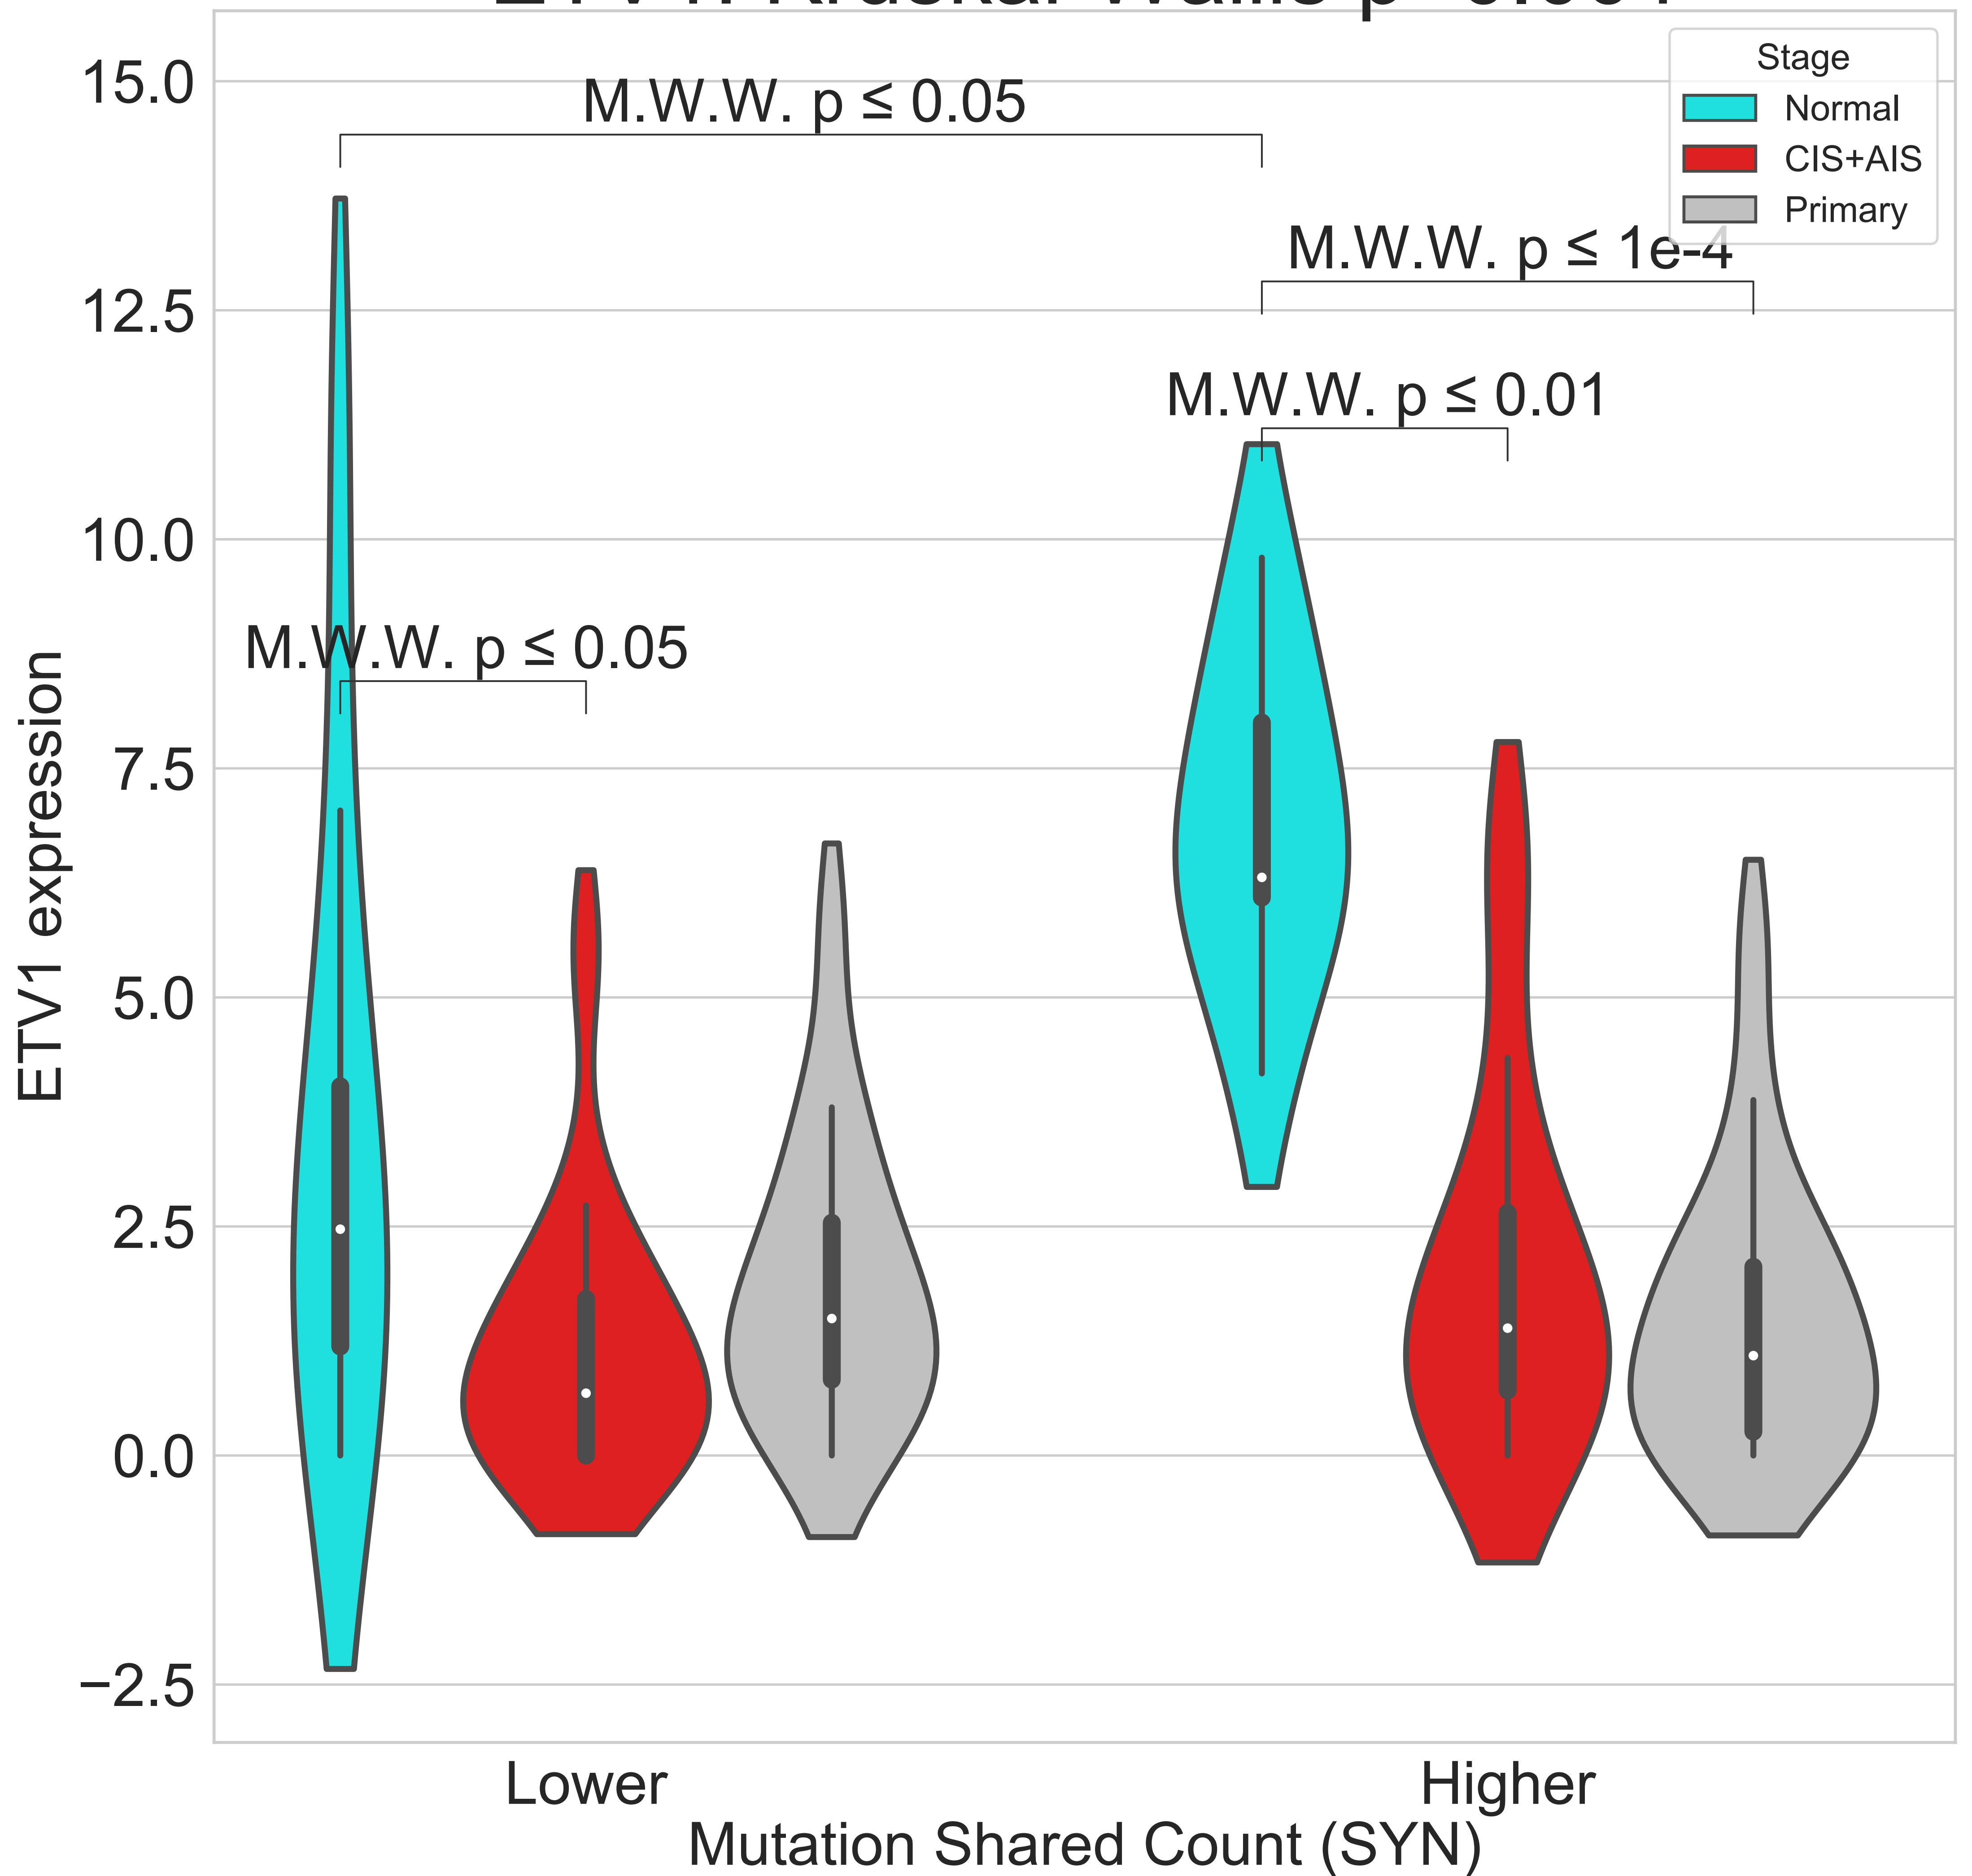 Stage
Normal
CIS+AIS
Primary
M.W.W. p ≤ 0.05
M.W.W. p ≤ 1e-4
M.W.W. p ≤ 0.01
M.W.W. p ≤ 0.05
15.0
12.5
10.0
7.5
5.0
2.5
0.0
−2.5
ETV1 expression
Lower
Higher
Mutation Shared Count (SYN)